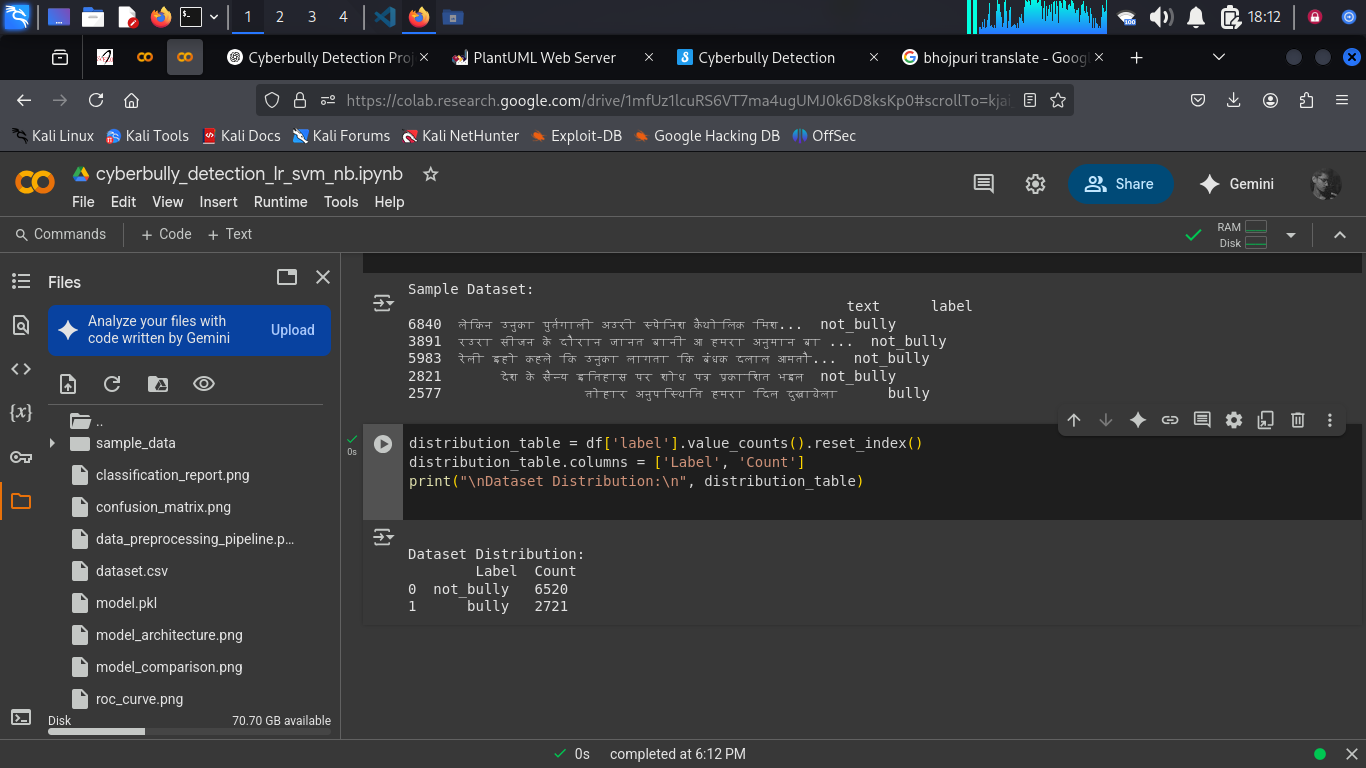 1 2 3 4 18:12
Cyberbully Detection Proj PlantUML Web Server Cyberbully Detection bhojpuri translate - Googl
https://colab.research.google.com/drive/1mfUz1lcuRS6VT7ma4ugUMJ0k6D8ksKp0#scrollTo=kjai
Kali Linux Kali Tools Kali Docs Kali Forums Kali NetHunter Exploit-DB Google Hacking DB OffSec
cyberbully_detection_lr_svm_nb.ipynb
File Edit View Insert Runtime Tools Help
Share Gemini
Commands + Code + Text
RAM
Disk
Files
Analyze your files with
code written by Gemini
Upload
..
sample_data
classification_report.png
confusion_matrix.png
data_preprocessing_pipeline.p...
dataset.csv
model.pkl
model_architecture.png
model_comparison.png
roc_curve.png
Disk 70.70 GB available
Sample Dataset:
text label
6840 लेकिन उनुका पुर्तगाली अउरी स्पेनिश कैथोलिक मिश... not_bully
3891 रउरा सीजन के दौरान जानत बानी आ हमरा अनुमान बा ... not_bully
5983 रेली इहो कहले कि उनुका लागता कि बंधक दलाल आमतौ... not_bully
2821 देश के सैन्य इतिहास पर शोध पत्र प्रकाशित भइल not_bully
2577 तोहार अनुपस्थिति हमरा दिल दुखावेला bully
0s
distribution_table = df['label'].value_counts().reset_index()
distribution_table.columns = ['Label', 'Count']
print("\nDataset Distribution:\n", distribution_table)
Dataset Distribution:
Label Count
0 not_bully 6520
1 bully 2721
0s completed at 6:12 PM